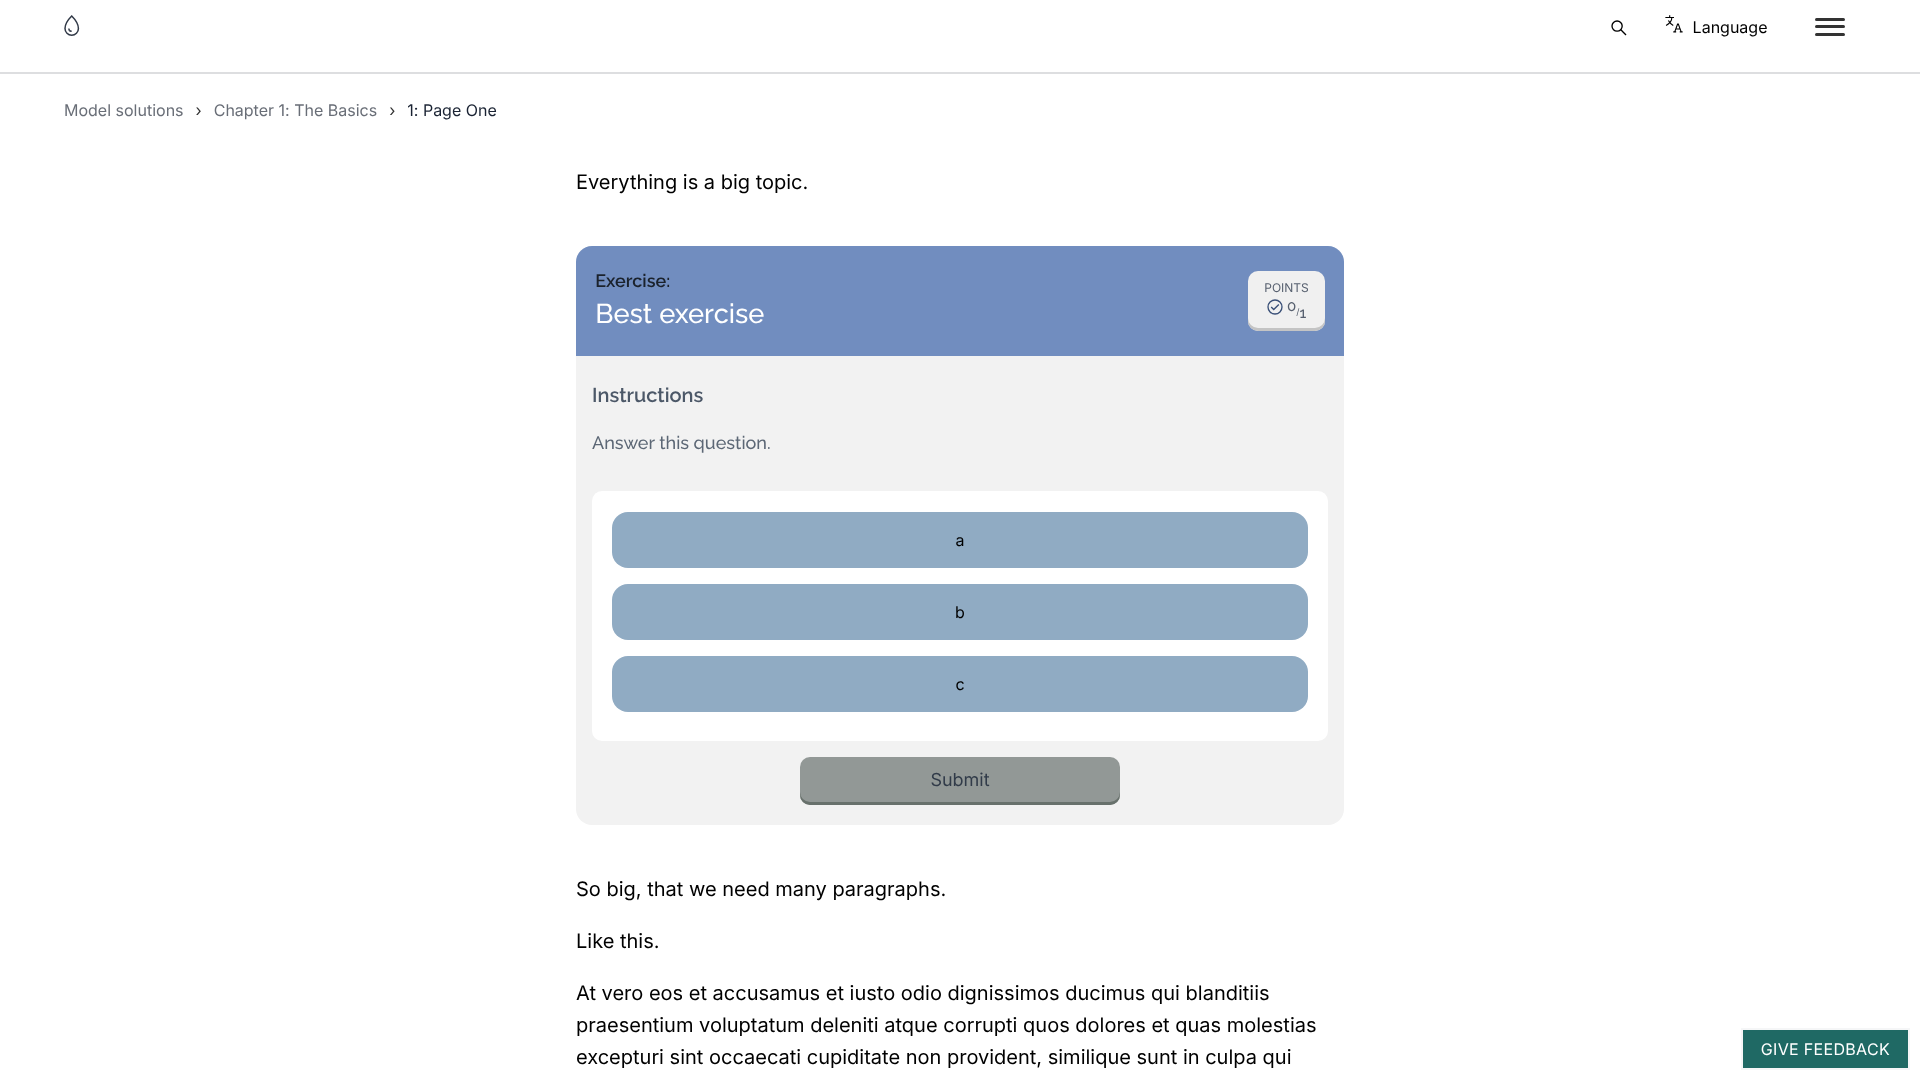 Language
Model solutions › Chapter 1: The Basics › 1: Page One
Everything is a big topic.
Exercise:
Best exercise
POINTS
0/1
Instructions
Answer this question.
a
b
c
Submit
So big, that we need many paragraphs.
Like this.
At vero eos et accusamus et iusto odio dignissimos ducimus qui blanditiis
praesentium voluptatum deleniti atque corrupti quos dolores et quas molestias
excepturi sint occaecati cupiditate non provident, similique sunt in culpa qui
GIVE FEEDBACK